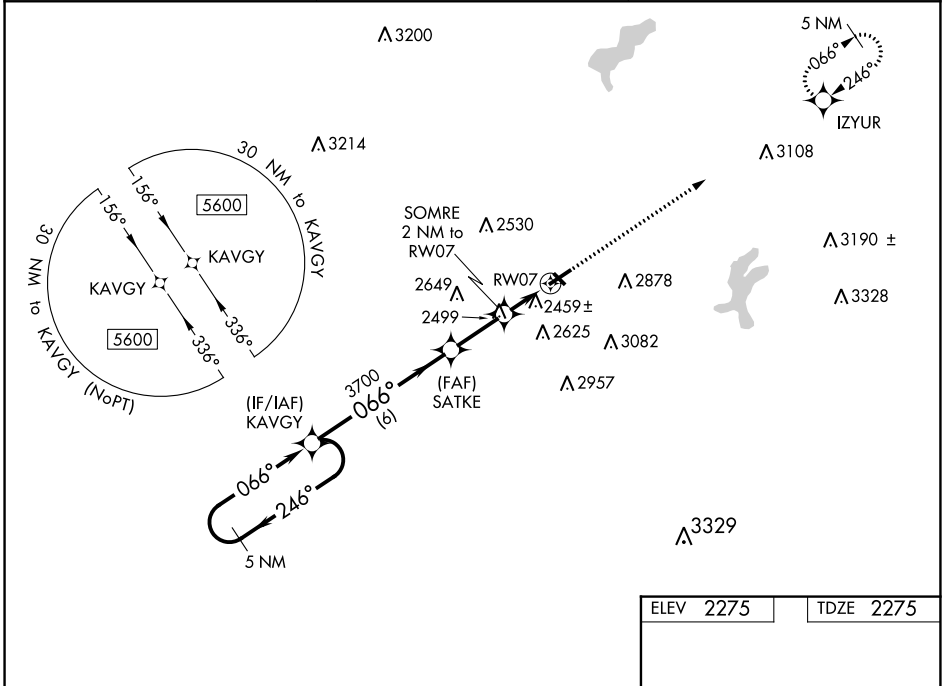 3200
5 NM
066°
246°
IZYUR
3214
30 NM to KAVGY
3108
156°
5600
156°
30 NM to KAVGY (NoPT)
KAVGY
KAVGY
336°
5600
336°
SOMRE
2 NM to
RW07
2530
3190 ±
2649
RW07
2878
3328
2499
2459±
2625
3082
(FAF)
SATKE
2957
3700
066°
(6)
(IF/IAF)
KAVGY
066°
246°
5 NM
3329
ELEV 2275
TDZE 2275